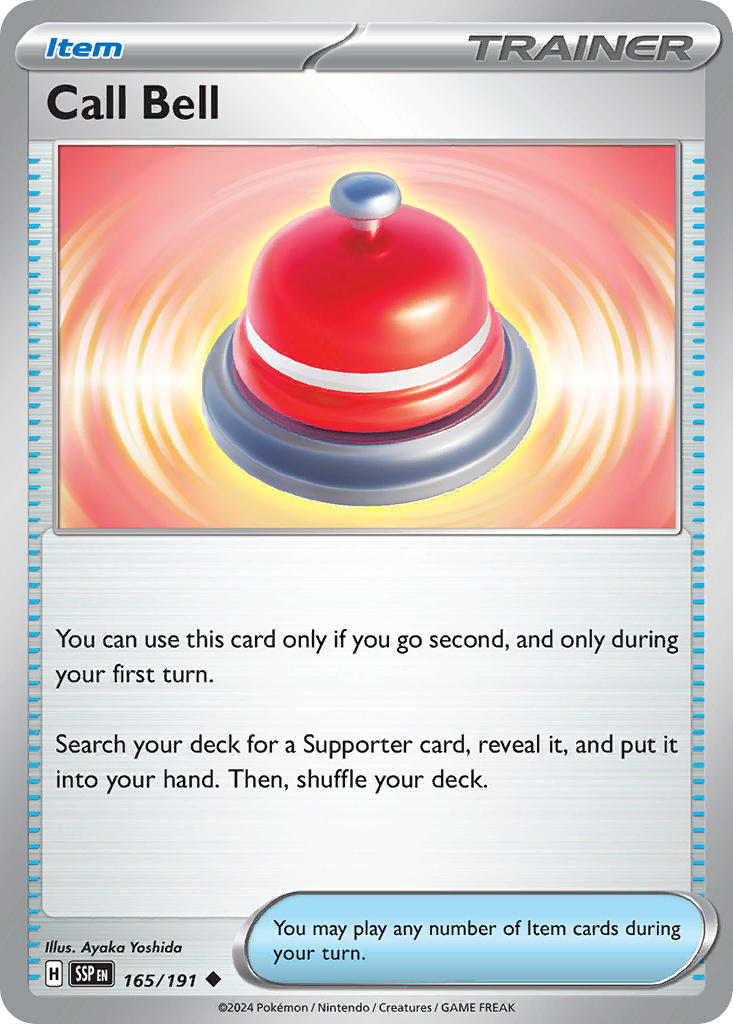 Item
TRAINER
Call Bell
You can use this card only if you go second, and only during
your first turn.
Search your deck for a Supporter card, reveal it, and put it
into your hand. Then, shuffle your deck.
You may play any number of Item cards during
your turn.
Illus. Ayaka Yoshida
H SSP EN 165/191 ◆
©2024 Pokémon / Nintendo / Creatures / GAME FREAK